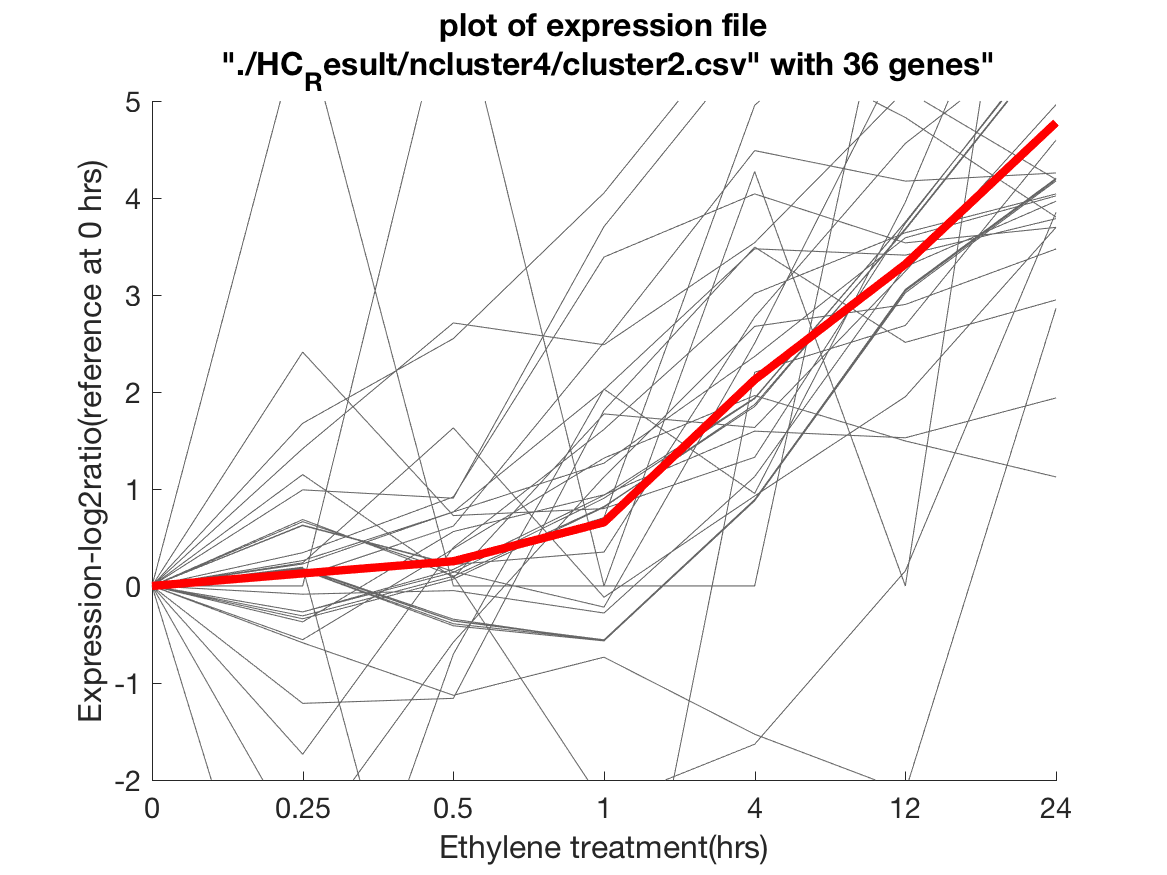 plot of expression file
"./HC_Result/ncluster4/cluster2.csv" with 36 genes"
Expression-log2ratio(reference at 0 hrs)
5
4
3
2
1
0
-1
-2
0 0.25 0.5 1 4 12 24
Ethylene treatment(hrs)